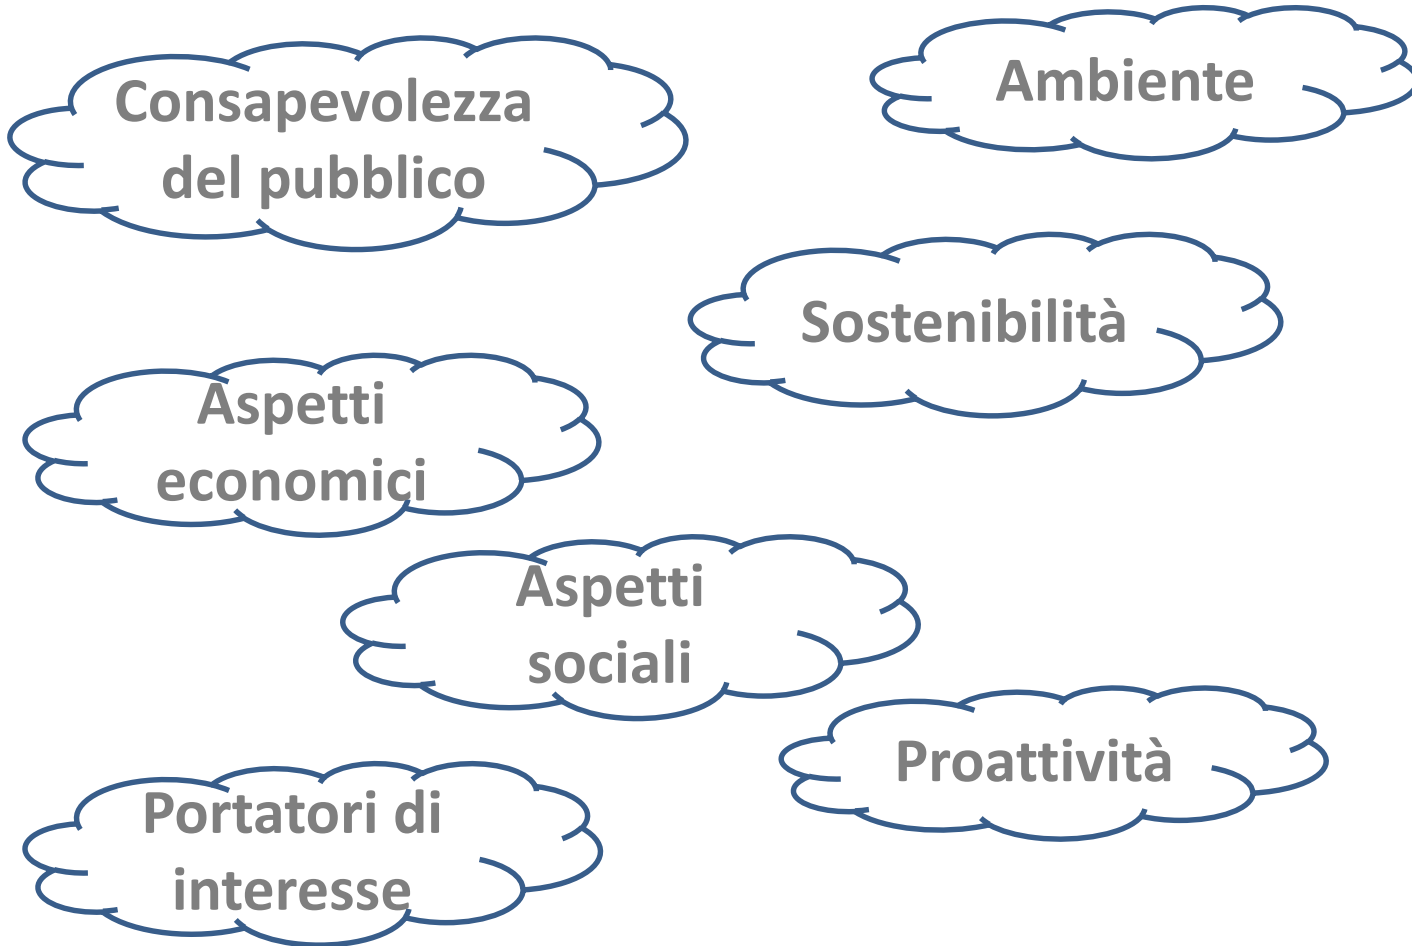 Consapevolezza
del pubblico
Ambiente
Sostenibilità
Aspetti
economici
Aspetti
sociali
Proattività
Portatori di
interesse